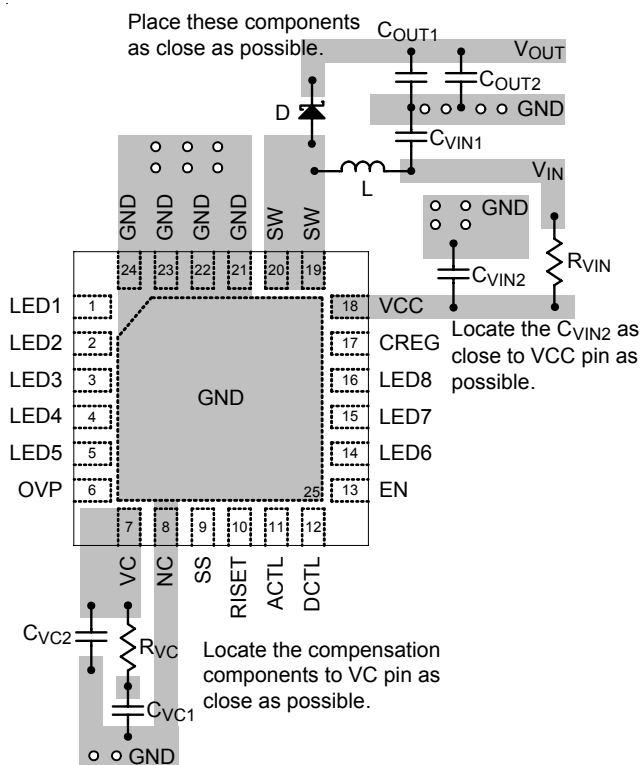 Place these components
as close as possible.
COUT1
VOUT
COUT2
D
GND
CVIN1
VIN
L
GND
GND
GND
GND
GND
SW
SW
CVIN2
RVIN
24
23
22
21
20
19
LED1
1
18
VCC
LED2
2
17
CREG
LED3
3
16
LED8
LED4
4
15
LED7
LED5
5
14
LED6
OVP
6
13
EN
GND
25
Locate the CVIN2 as
close to VCC pin as
possible.
7
8
9
10
11
12
VC
NC
SS
RISET
ACTL
DCTL
CVC2
RVC
CVC1
Locate the compensation
components to VC pin as
close as possible.
GND